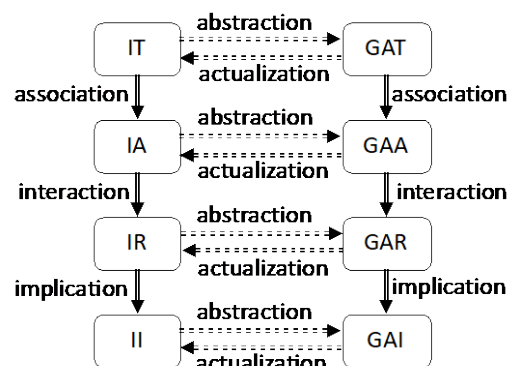 abstraction
IT GAT
actualization
association association
abstraction
IA GAA
actualization
interaction interaction
abstraction
IR GAR
actualization
implication implication
abstraction
II GAI
actualization